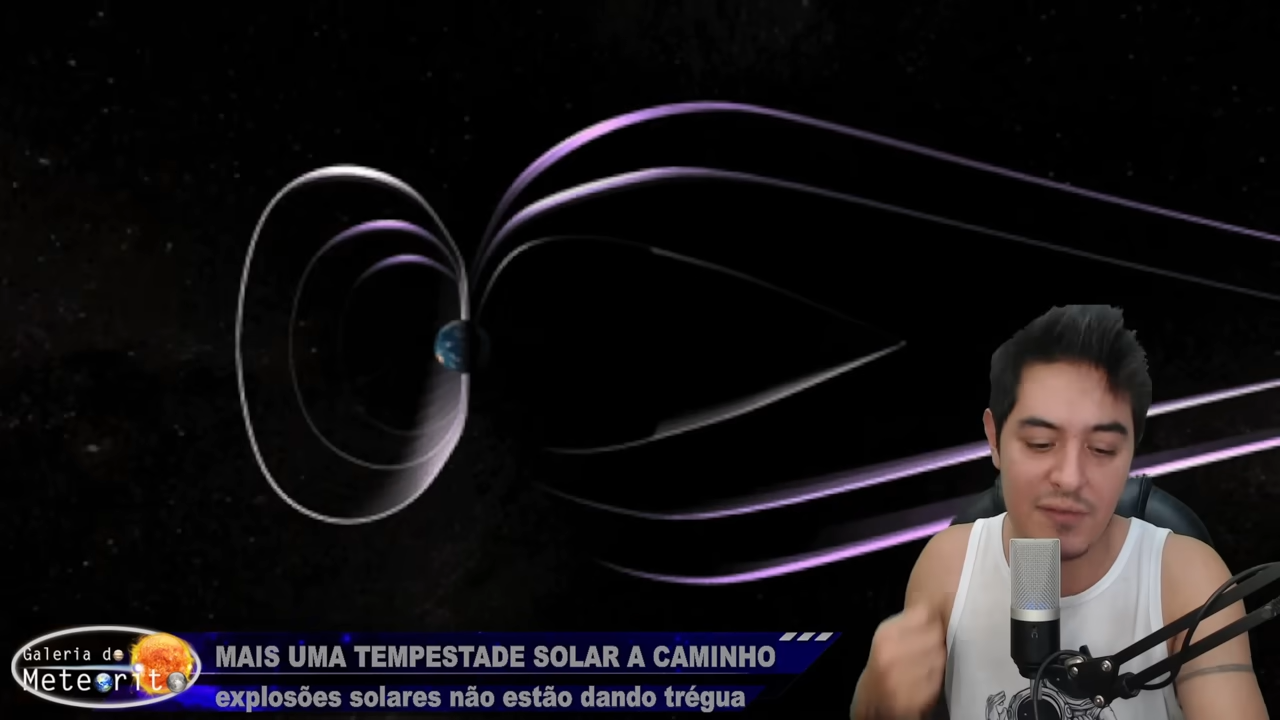 Galeria do
Meteorito
MAIS UMA TEMPESTADE SOLAR A CAMINHO
explosões solares não estão dando trégua